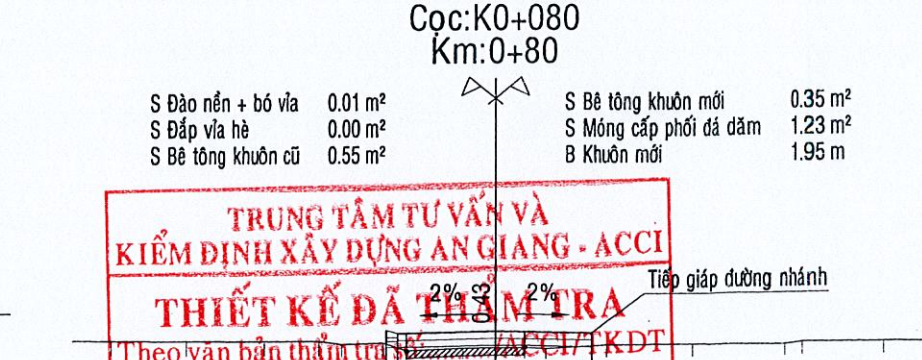 Cọc:K0+080
Km:0+80
S Đào nền + bó vỉa 0.01 m²
S Đắp vỉa hè 0.00 m²
S Bê tông khuôn cũ 0.55 m²
S Bê tông khuôn mới 0.35 m²
S Móng cấp phối đá dăm 1.23 m²
B Khuôn mới 1.95 m
TRUNG TÂM TƯ VẤN VÀ
KIỂM ĐỊNH XÂY DỰNG AN GIANG - ACCI
Tiếp giáp đường nhánh
2% 2%
THIẾT KẾ ĐÃ THẨM TRA
Theo văn bản thẩm tra số /ACCI/TKDT